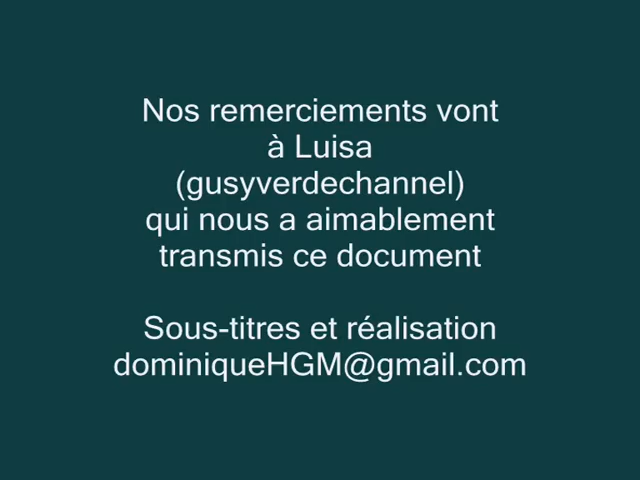 Nos remerciements vont
à Luisa
(gusyverdechannel)
qui nous a aimablement
transmis ce document
Sous-titres et réalisation
dominiqueHGM@gmail.com